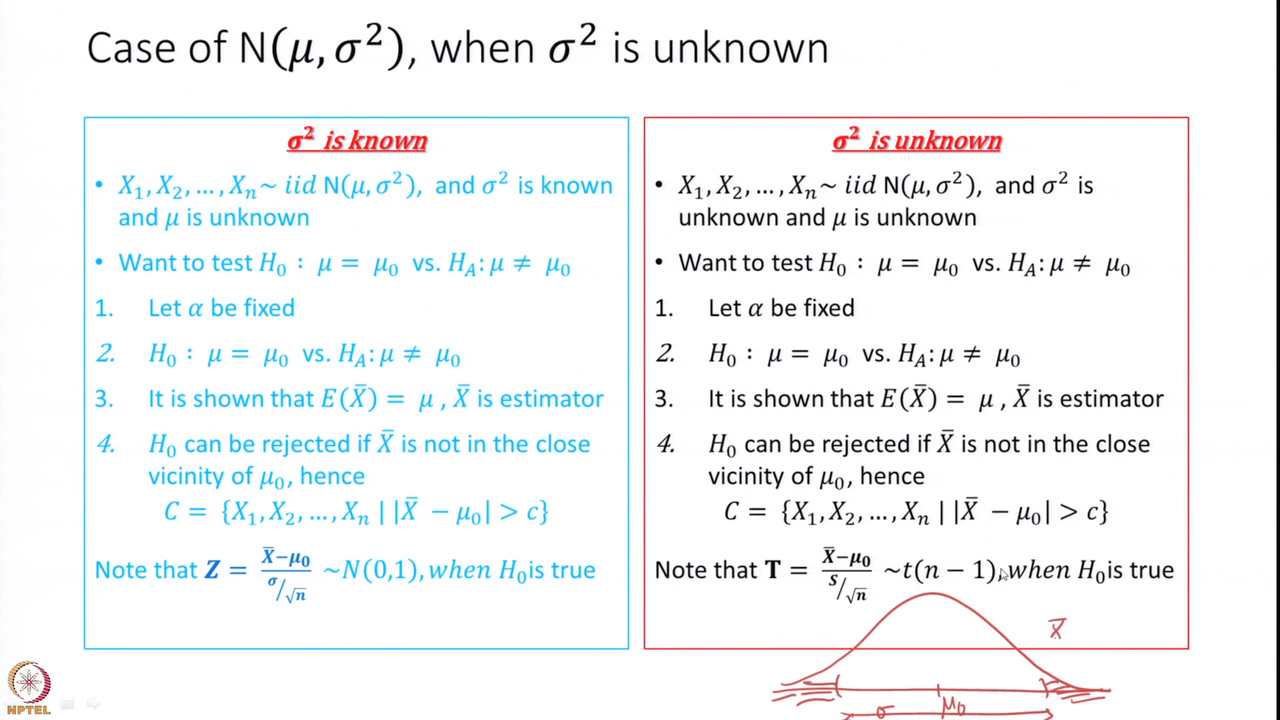 Case of N(μ, σ²), when σ² is unknown
σ² is known
• X₁, X₂, …, Xₙ~ iid N(μ, σ²), and σ² is known
and μ is unknown
• Want to test H₀ : μ = μ₀ vs. H_A: μ ≠ μ₀
1. Let α be fixed
2. H₀ : μ = μ₀ vs. H_A: μ ≠ μ₀
3. It is shown that E(X̄) = μ , X̄ is estimator
4. H₀ can be rejected if X̄ is not in the close
vicinity of μ₀, hence
C = {X₁, X₂, …, Xₙ | |X̄ − μ₀| > c}
Note that Z = (X̄−μ₀)/(σ/√n) ~N(0,1), when H₀is true
σ² is unknown
• X₁, X₂, …, Xₙ~ iid N(μ, σ²), and σ² is
unknown and μ is unknown
• Want to test H₀ : μ = μ₀ vs. H_A: μ ≠ μ₀
1. Let α be fixed
2. H₀ : μ = μ₀ vs. H_A: μ ≠ μ₀
3. It is shown that E(X̄) = μ , X̄ is estimator
4. H₀ can be rejected if X̄ is not in the close
vicinity of μ₀, hence
C = {X₁, X₂, …, Xₙ | |X̄ − μ₀| > c}
Note that T = (X̄−μ₀)/(S/√n) ~t(n − 1), when H₀is true
X̄
σ μ₀
NPTEL